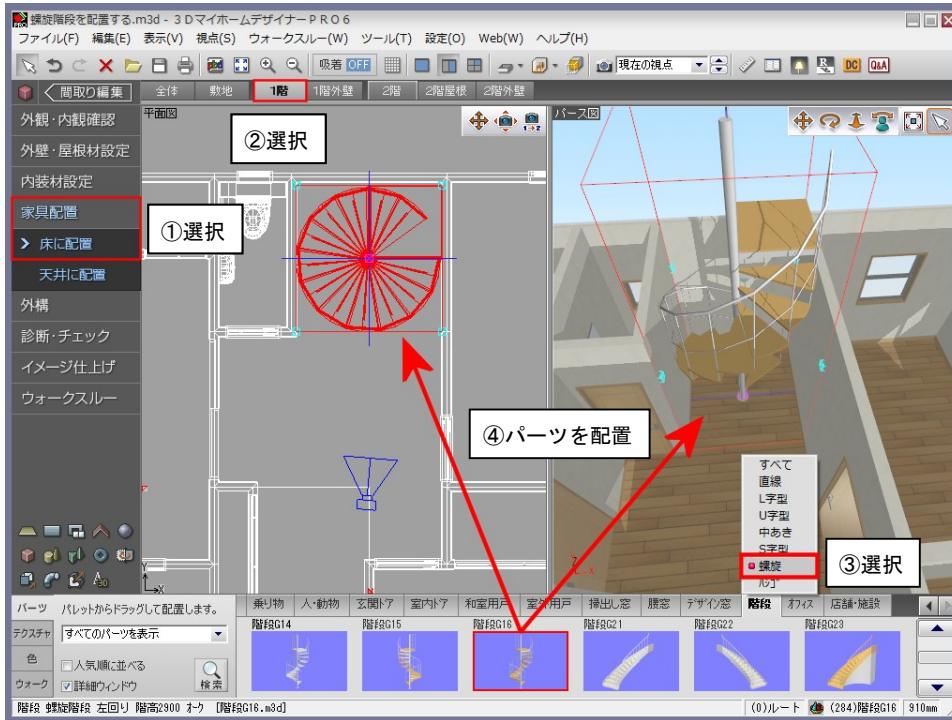 螺旋階段を配置する.m3d - 3DマイホームデザイナーPRO6
ファイル(F) 編集(E) 表示(V) 視点(S) ウォークスルー(W) ツール(T) 設定(O) Web(W) ヘルプ(H)
吸着 OFF 現在の視点 DC Q&A
間取り編集 全体 敷地 1階 1階外壁 2階 2階屋根 2階外壁
外観・内観確認
外壁・屋根材設定
内装材設定
家具配置
床に配置
天井に配置
外構
診断・チェック
イメージ仕上げ
ウォークスルー
平面図
パース図
②選択
①選択
④パーツを配置
すべて
直線
L字型
U字型
中あき
S字型
螺旋
ハシゴ
③選択
Y
X
Z
X
パーツ パレットからドラッグして配置します。
テクスチャ すべてのパーツを表示
色 人気順に並べる
ウォーク 詳細ウィンドウ 検索
乗り物 人・動物 玄関ドア 室内ドア 和室用戸 室外用戸 掃出し窓 腰窓 デザイン窓 階段 オフィス 店舗・施設
階段G14 階段G15 階段G16 階段G21 階段G22 階段G23
階段 螺旋階段 左回り 階高2900 オーク [階段G16.m3d] (0)ルート (284)階段G16 910mm